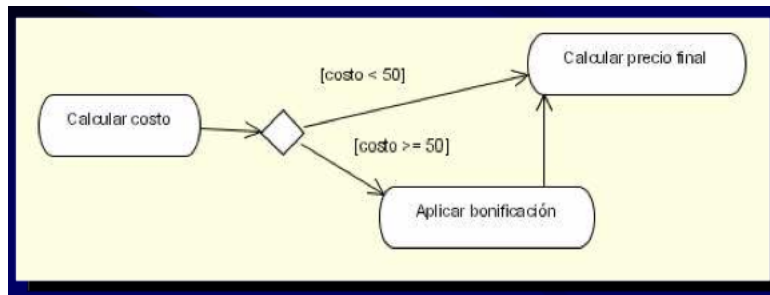 Calcular precio final
[costo < 50]
Calcular costo
[costo >= 50]
Aplicar bonificación